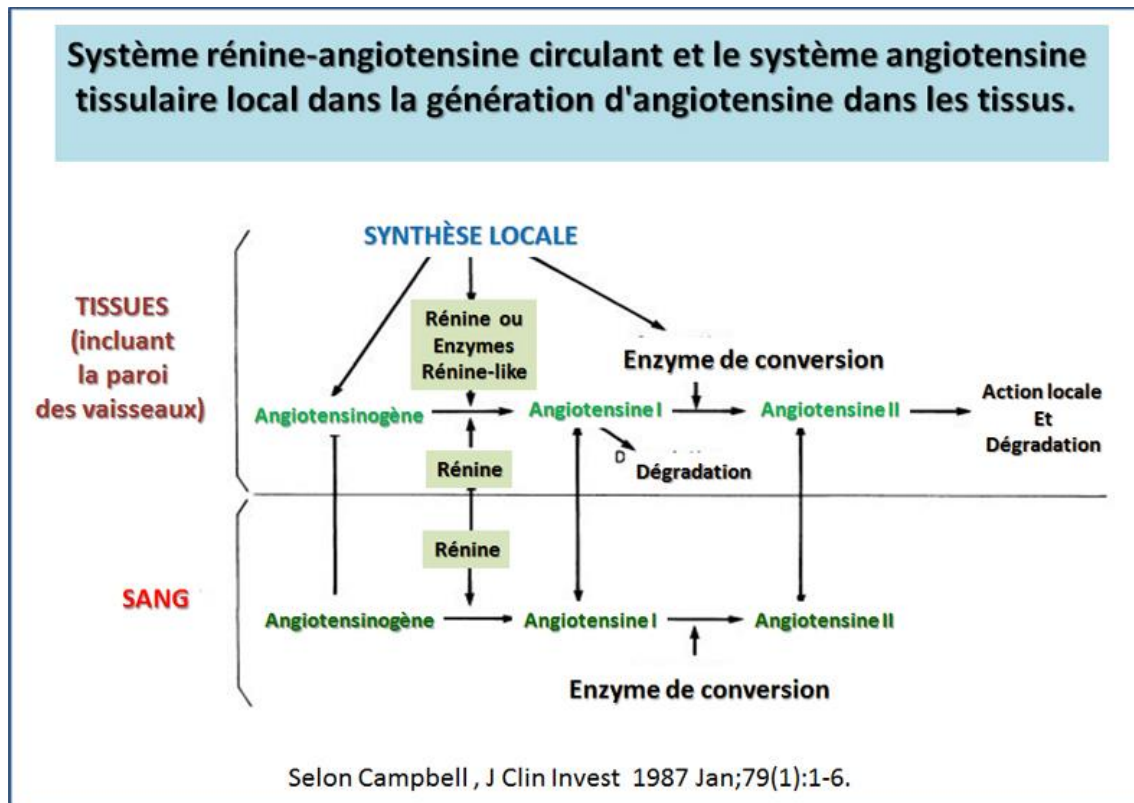 Système rénine-angiotensine circulant et le système angiotensine
tissulaire local dans la génération d'angiotensine dans les tissus.
SYNTHÈSE LOCALE
TISSUES
(incluant
la paroi
des vaisseaux)
Rénine ou
Enzymes
Rénine-like
Enzyme de conversion
Angiotensinogène
Angiotensine I
Angiotensine II
Action locale
Et
Dégradation
D
Dégradation
Rénine
Rénine
SANG
Angiotensinogène
Angiotensine I
Angiotensine II
Enzyme de conversion
Selon Campbell , J Clin Invest 1987 Jan;79(1):1-6.